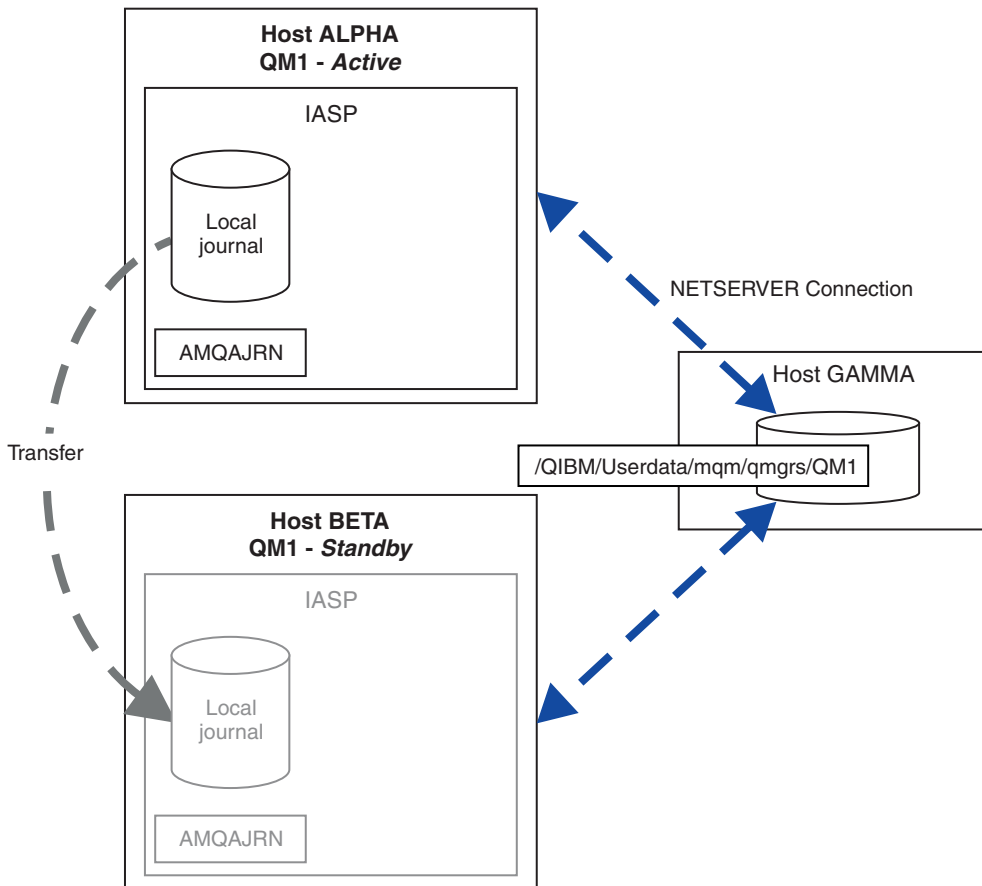 Host ALPHA
QM1 - Active
IASP
Local
journal
AMQAJRN
NETSERVER Connection
Host GAMMA
/QIBM/Userdata/mqm/qmgrs/QM1
Transfer
Host BETA
QM1 - Standby
IASP
Local
journal
AMQAJRN